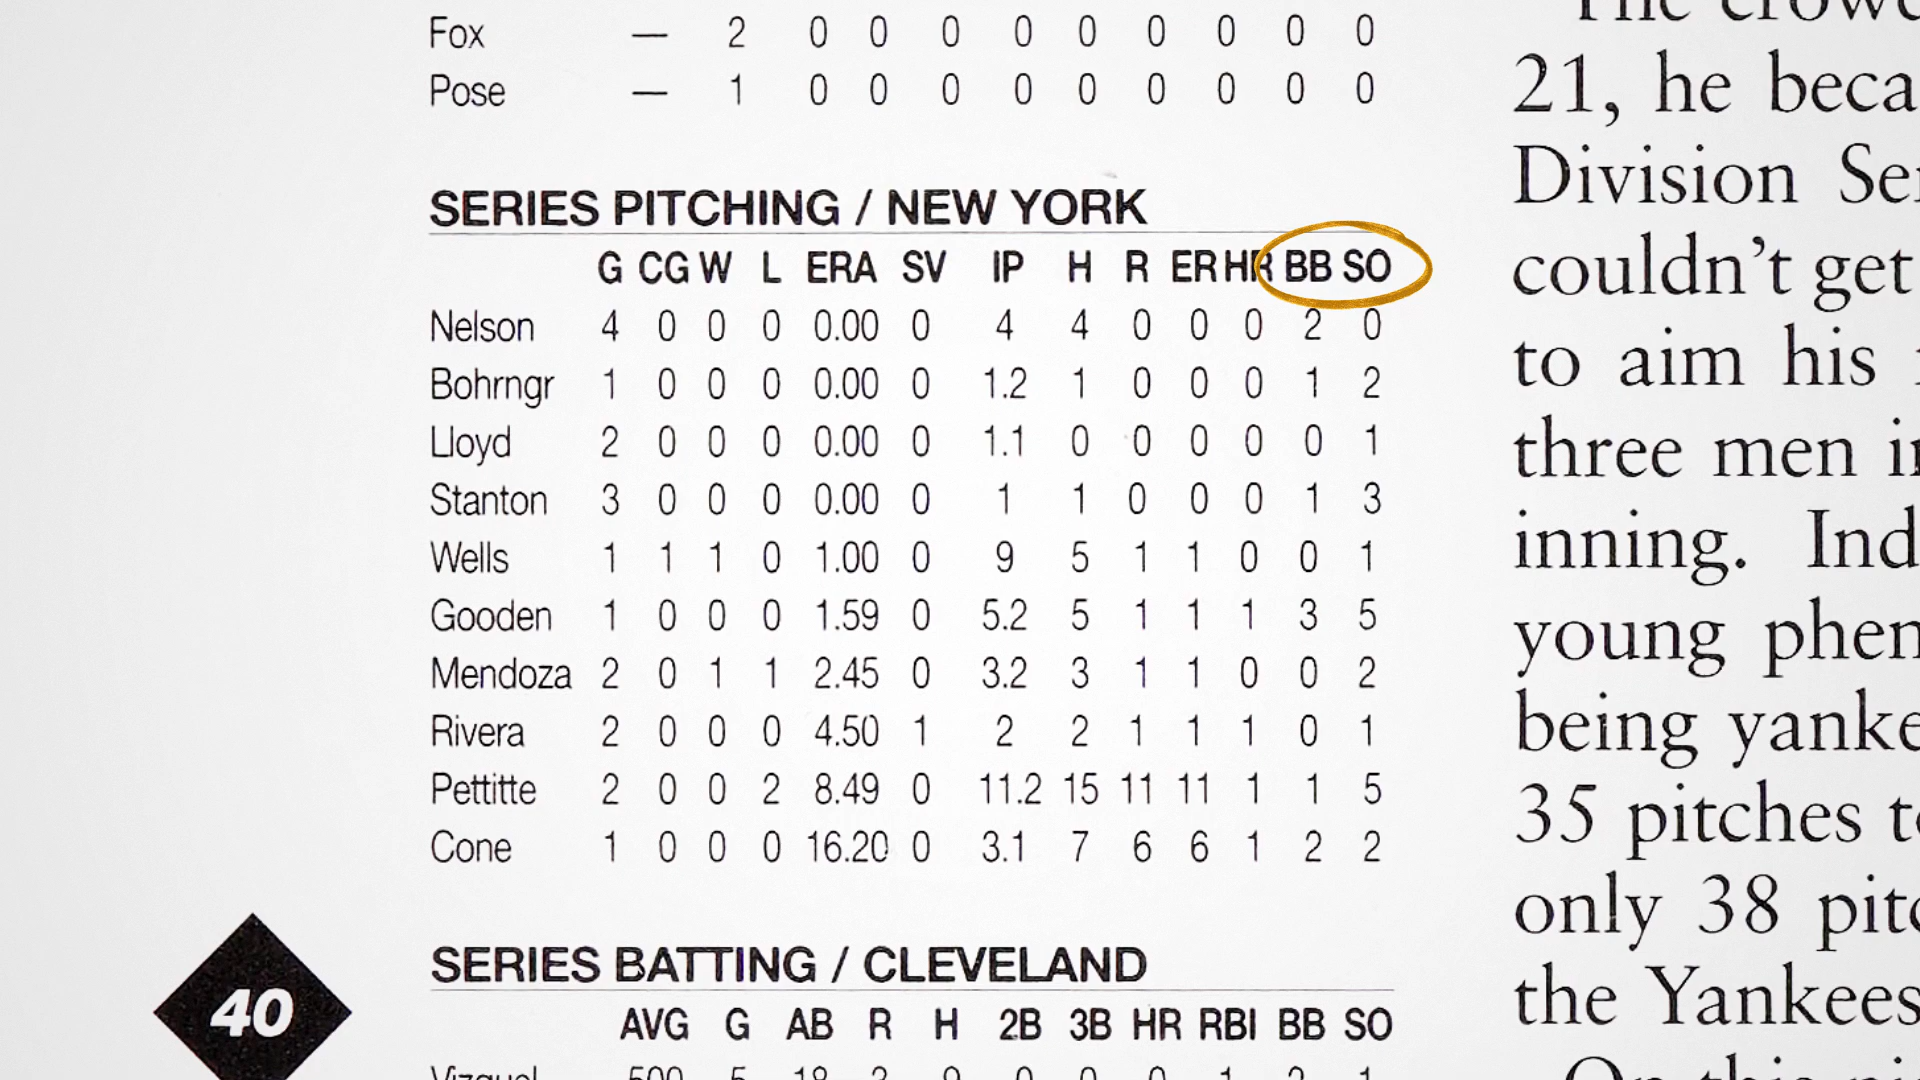 Fox — 2 0 0 0 0 0 0 0 0 0
Pose — 1 0 0 0 0 0 0 0 0 0
SERIES PITCHING / NEW YORK
G CG W L ERA SV IP H R ER HR BB SO
Nelson 4 0 0 0 0.00 0 4 4 0 0 0 2 0
Bohrngr 1 0 0 0 0.00 0 1.2 1 0 0 0 1 2
Lloyd 2 0 0 0 0.00 0 1.1 0 0 0 0 0 1
Stanton 3 0 0 0 0.00 0 1 1 0 0 0 1 3
Wells 1 1 1 0 1.00 0 9 5 1 1 0 0 1
Gooden 1 0 0 0 1.59 0 5.2 5 1 1 1 3 5
Mendoza 2 0 1 1 2.45 0 3.2 3 1 1 0 0 2
Rivera 2 0 0 0 4.50 1 2 2 1 1 1 0 1
Pettitte 2 0 0 2 8.49 0 11.2 15 11 11 1 1 5
Cone 1 0 0 0 16.20 0 3.1 7 6 6 1 2 2
SERIES BATTING / CLEVELAND
AVG G AB R H 2B 3B HR RBI BB SO
40
21, he beca
Division Se
couldn't get
to aim his
three men i
inning. Ind
young phen
being yanke
35 pitches t
only 38 pit
the Yankees